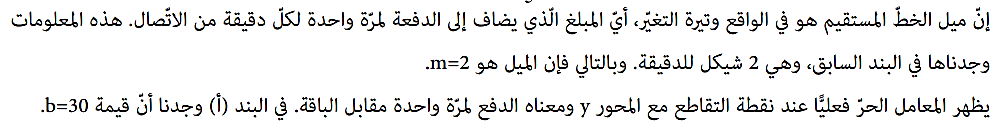 إنّ ميل الخطّ المستقيم هو في الواقع وتيرة التغيّر، أيّ المبلغ الّذي يضاف إلى الدفعة لمرّة واحدة لكلّ دقيقة من الاتّصال. هذه المعلومات
وجدناها في البند السابق، وهي 2 شيكل للدقيقة. وبالتالي فإن الميل هو m=2.
يظهر المعامل الحرّ فعليًّا عند نقطة التقاطع مع المحور y ومعناه الدفع لمرّة واحدة مقابل الباقة. في البند (أ) وجدنا أنّ قيمة b=30.